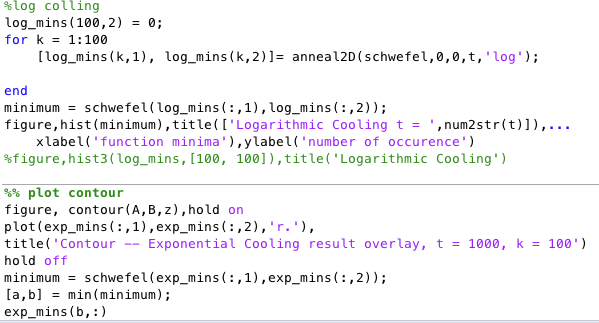 %log colling
log_mins(100,2) = 0;
for k = 1:100
    [log_mins(k,1), log_mins(k,2)]= anneal2D(schwefel,0,0,t,'log');
end
minimum = schwefel(log_mins(:,1),log_mins(:,2));
figure,hist(minimum),title(['Logarithmic Cooling t = ',num2str(t)]),...
    xlabel('function minima'),ylabel('number of occurence')
%figure,hist3(log_mins,[100, 100]),title('Logarithmic Cooling')
%% plot contour
figure, contour(A,B,z),hold on
plot(exp_mins(:,1),exp_mins(:,2),'r.'),
title('Contour -- Exponential Cooling result overlay, t = 1000, k = 100')
hold off
minimum = schwefel(exp_mins(:,1),exp_mins(:,2));
[a,b] = min(minimum);
exp_mins(b,:)